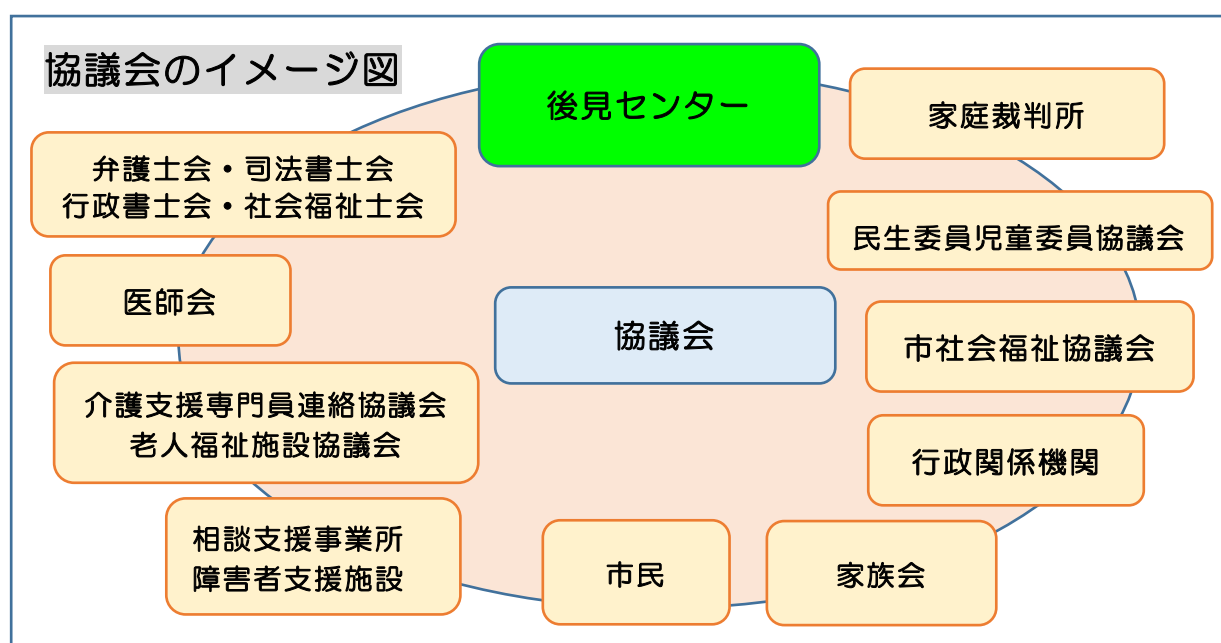 協議会のイメージ図
後見センター
家庭裁判所
弁護士会・司法書士会
行政書士会・社会福祉士会
民生委員児童委員協議会
医師会
協議会
市社会福祉協議会
介護支援専門員連絡協議会
老人福祉施設協議会
行政関係機関
相談支援事業所
障害者支援施設
市民
家族会